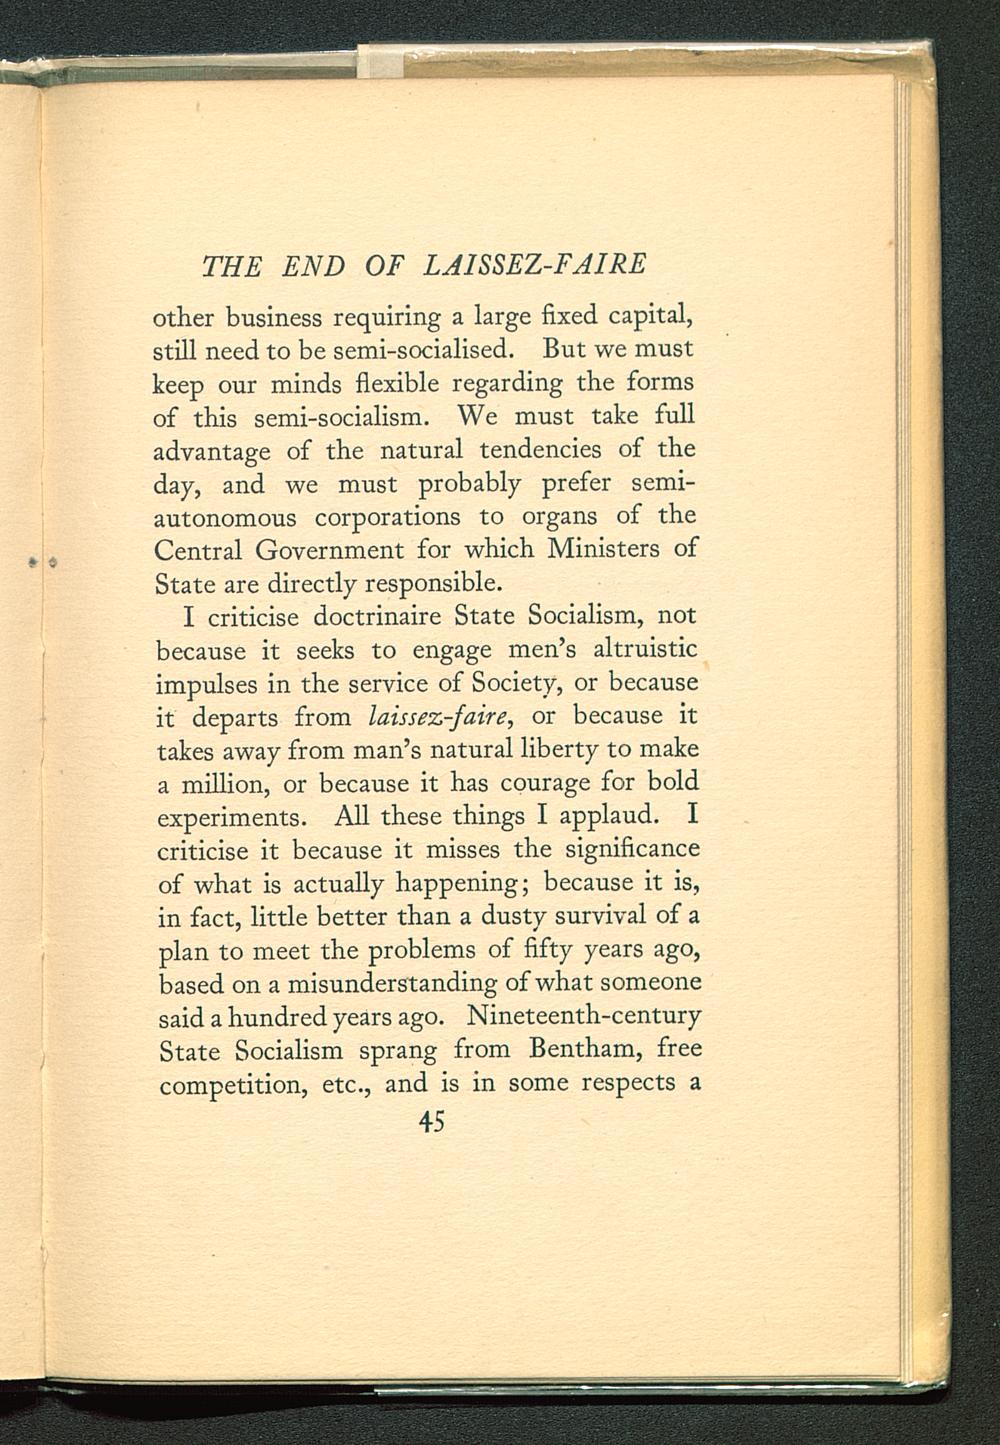 THE END OF LAISSEZ-FAIRE
other business requiring a large fixed capital,
still need to be semi-socialised. But we must
keep our minds flexible regarding the forms
of this semi-socialism. We must take full
advantage of the natural tendencies of the
day, and we must probably prefer semi-
autonomous corporations to organs of the
Central Government for which Ministers of
State are directly responsible.
I criticise doctrinaire State Socialism, not
because it seeks to engage men's altruistic
impulses in the service of Society, or because
it departs from laissez-faire, or because it
takes away from man's natural liberty to make
a million, or because it has courage for bold
experiments. All these things I applaud. I
criticise it because it misses the significance
of what is actually happening; because it is,
in fact, little better than a dusty survival of a
plan to meet the problems of fifty years ago,
based on a misunderstanding of what someone
said a hundred years ago. Nineteenth-century
State Socialism sprang from Bentham, free
competition, etc., and is in some respects a
45